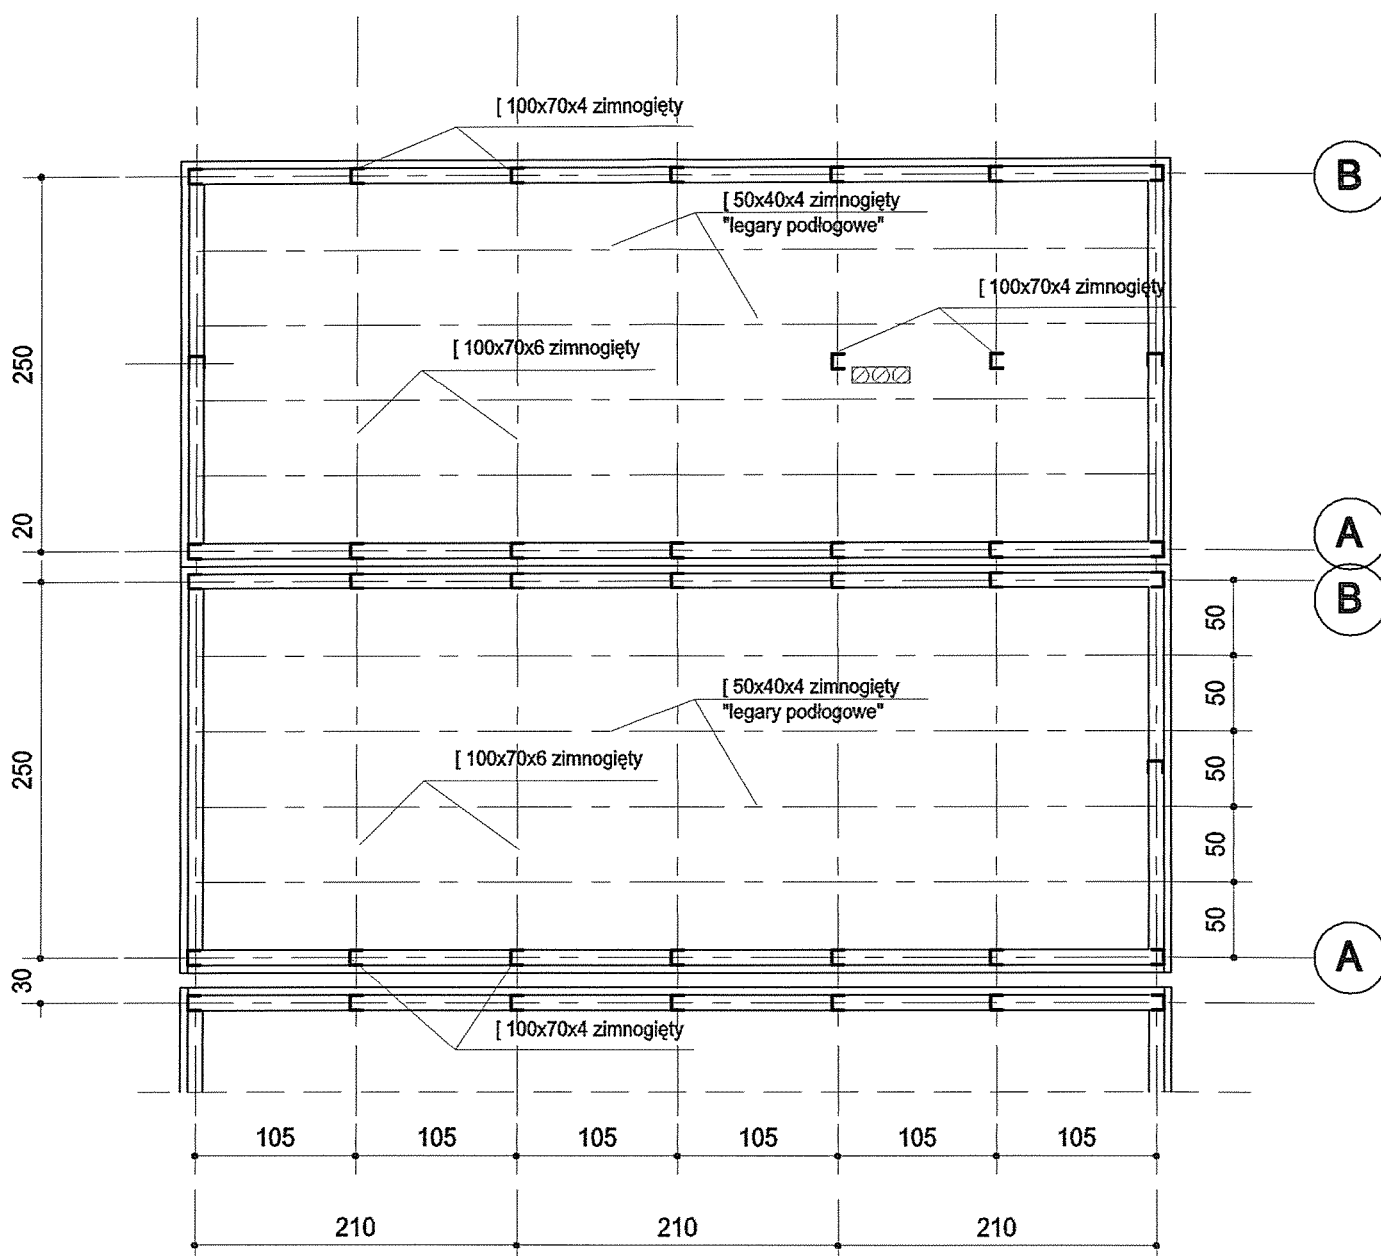 [ 100x70x4 zimnogięty
B
[ 50x40x4 zimnogięty
"legary podłogowe"
[ 100x70x4 zimnogięty
[ 100x70x6 zimnogięty
250
20
A
B
50
[ 50x40x4 zimnogięty
"legary podłogowe"
50
[ 100x70x6 zimnogięty
250
50
50
50
A
30
[ 100x70x4 zimnogięty
105 105 105 105 105 105
210 210 210